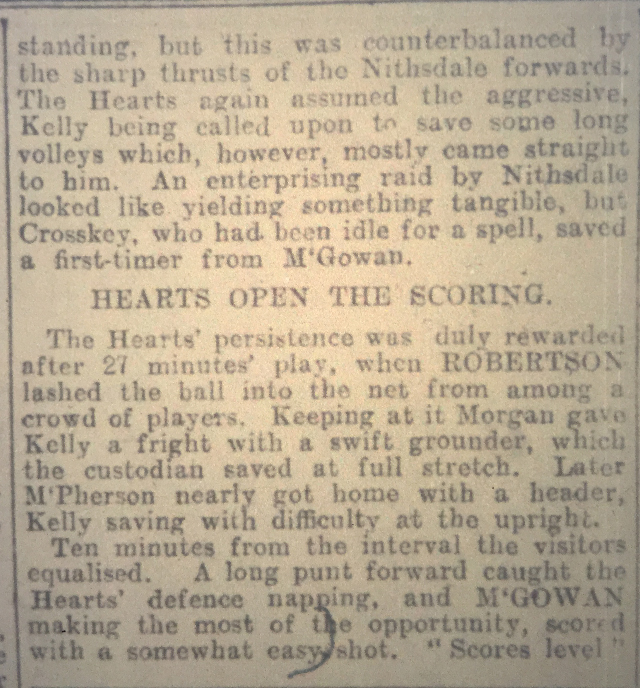 standing, but this was counterbalanced by
the sharp thrusts of the Nithsdale forwards.
The Hearts again assumed the aggressive,
Kelly being called upon to save some long
volleys which, however, mostly came straight
to him. An enterprising raid by Nithsdale
looked like yielding something tangible, but
Crosskey, who had been idle for a spell, saved
a first-timer from M'Gowan.
HEARTS OPEN THE SCORING.
The Hearts' persistence was duly rewarded
after 27 minutes' play, when ROBERTSON
lashed the ball into the net from among a
crowd of players. Keeping at it Morgan gave
Kelly a fright with a swift grounder, which
the custodian saved at full stretch. Later
M'Pherson nearly got home with a header,
Kelly saving with difficulty at the upright.
Ten minutes from the interval the visitors
equalised. A long punt forward caught the
Hearts' defence napping, and M'GOWAN
making the most of the opportunity, scored
with a somewhat easy shot. "Scores level"